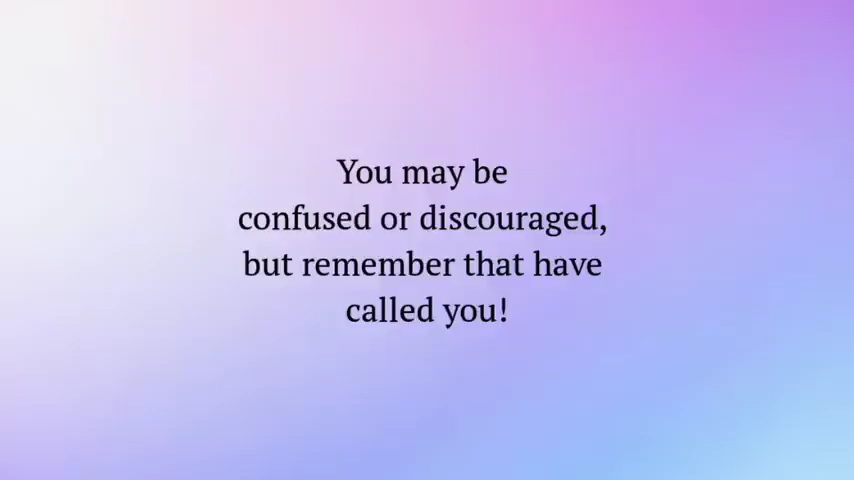 You may be
confused or discouraged,
but remember that have
called you!